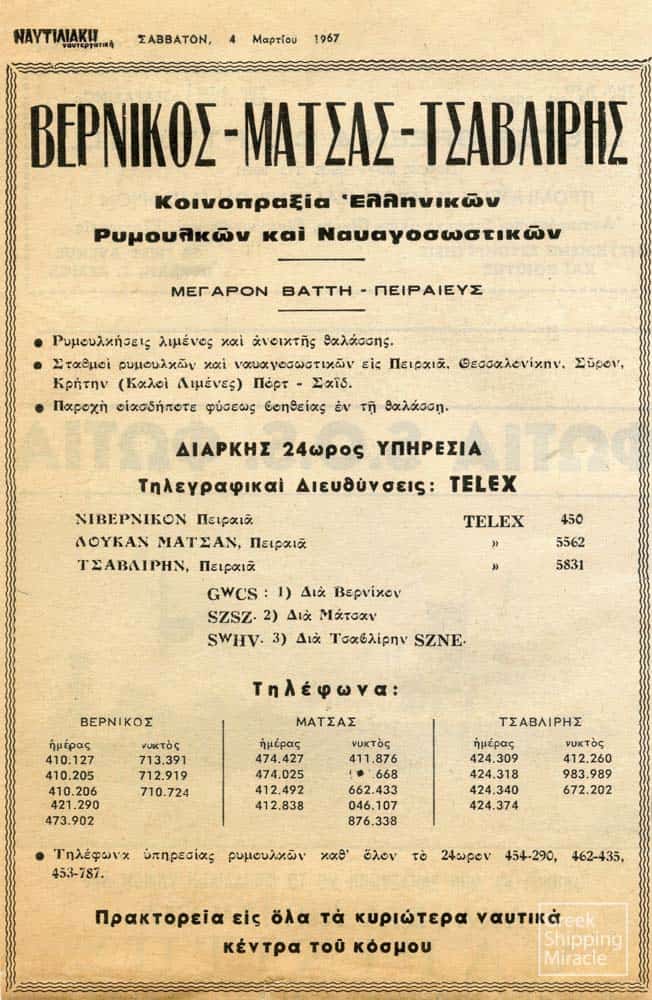 ΝΑΥΤΙΛΙΑΚΗ
ναυτεργατική
ΣΑΒΒΑΤΟΝ, 4 Μαρτίου 1967
ΒΕΡΝΙΚΟΣ - ΜΑΤΣΑΣ - ΤΣΑΒΛΙΡΗΣ
Κοινοπραξία Ἑλληνικῶν
Ρυμουλκῶν καὶ Ναυαγοσωστικῶν
ΜΕΓΑΡΟΝ ΒΑΤΤΗ - ΠΕΙΡΑΙΕΥΣ
● Ρυμουλκήσεις λιμένος καὶ ἀνοικτῆς θαλάσσης.
● Σταθμοὶ ρυμουλκῶν καὶ ναυαγοσωστικῶν εἰς Πειραιᾶ, Θεσσαλονίκην, Σῦρον,
Κρήτην (Καλοὶ Λιμένες) Πόρτ - Σαΐδ.
● Παροχὴ οἱασδήποτε φύσεως βοηθείας ἐν τῇ θαλάσσῃ.
ΔΙΑΡΚΗΣ 24ωρος ΥΠΗΡΕΣΙΑ
Τηλεγραφικαὶ Διευθύνσεις: TELEX
ΝΙΒΕΡΝΙΚΟΝ Πειραιᾶ TELEX 450
ΛΟΥΚΑΝ ΜΑΤΣΑΝ, Πειραιᾶ » 5562
ΤΣΑΒΛΙΡΗΝ, Πειραιᾶ » 5831
GWCS : 1) Διὰ Βερνίκον
SZSZ. 2) Διὰ Μάτσαν
SWHV. 3) Διὰ Τσαβλίρην SZNE.
Τηλέφωνα:
ΒΕΡΝΙΚΟΣ ΜΑΤΣΑΣ ΤΣΑΒΛΙΡΗΣ
ἡμέρας νυκτὸς ἡμέρας νυκτὸς ἡμέρας νυκτὸς
410.127 713.391 474.427 411.876 424.309 412.260
410.205 712.919 474.025 668 424.318 983.989
410.206 710.724 412.492 662.433 424.340 672.202
421.290 412.838 046.107 424.374
473.902 876.338
● Τηλέφωνα ὑπηρεσίας ρυμουλκῶν καθ' ὅλον τὸ 24ωρον 454-290, 462-435,
453-787.
Πρακτορεῖα εἰς ὅλα τὰ κυριώτερα ναυτικὰ
κέντρα τοῦ κόσμου
Greek
Shipping
Miracle